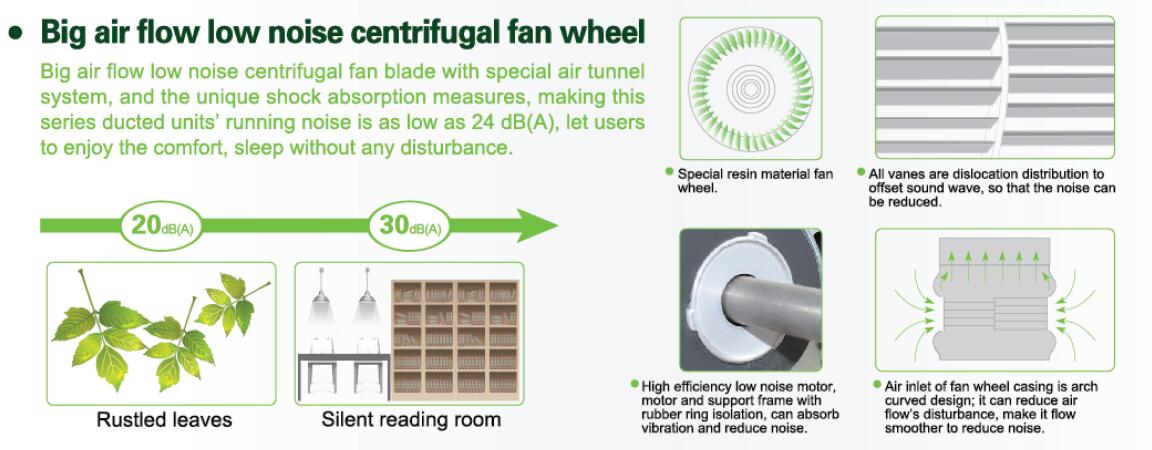 Big air flow low noise centrifugal fan wheel
Big air flow low noise centrifugal fan blade with special air tunnel
system, and the unique shock absorption measures, making this
series ducted units' running noise is as low as 24 dB(A), let users
to enjoy the comfort, sleep without any disturbance.
20dB(A)
30dB(A)
Rustled leaves
Silent reading room
Special resin material fan
wheel.
All vanes are dislocation distribution to
offset sound wave, so that the noise can
be reduced.
High efficiency low noise motor,
motor and support frame with
rubber ring isolation, can absorb
vibration and reduce noise.
Air inlet of fan wheel casing is arch
curved design; it can reduce air
flow's disturbance, make it flow
smoother to reduce noise.